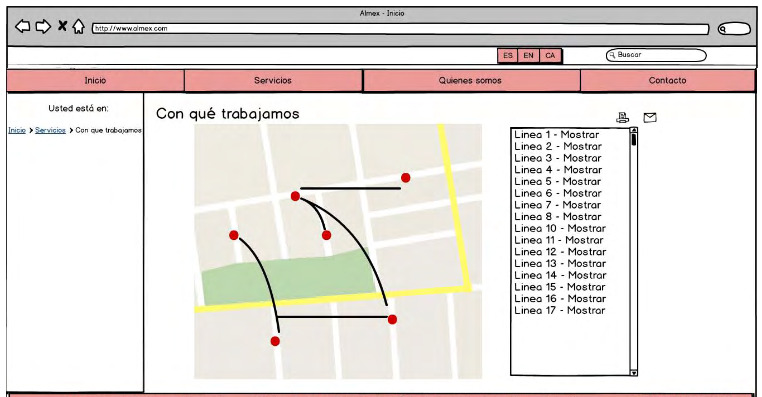 Almex - Inicio
http://www.almex.com
ES EN CA
Buscar
Inicio Servicios Quienes somos Contacto
Usted está en:
Inicio > Servicios > Con que trabajamos
Con qué trabajamos
Linea 1 - Mostrar
Linea 2 - Mostrar
Linea 3 - Mostrar
Linea 4 - Mostrar
Linea 5 - Mostrar
Linea 6 - Mostrar
Linea 7 - Mostrar
Linea 8 - Mostrar
Linea 10 - Mostrar
Linea 11 - Mostrar
Linea 12 - Mostrar
Linea 13 - Mostrar
Linea 14 - Mostrar
Linea 15 - Mostrar
Linea 16 - Mostrar
Linea 17 - Mostrar